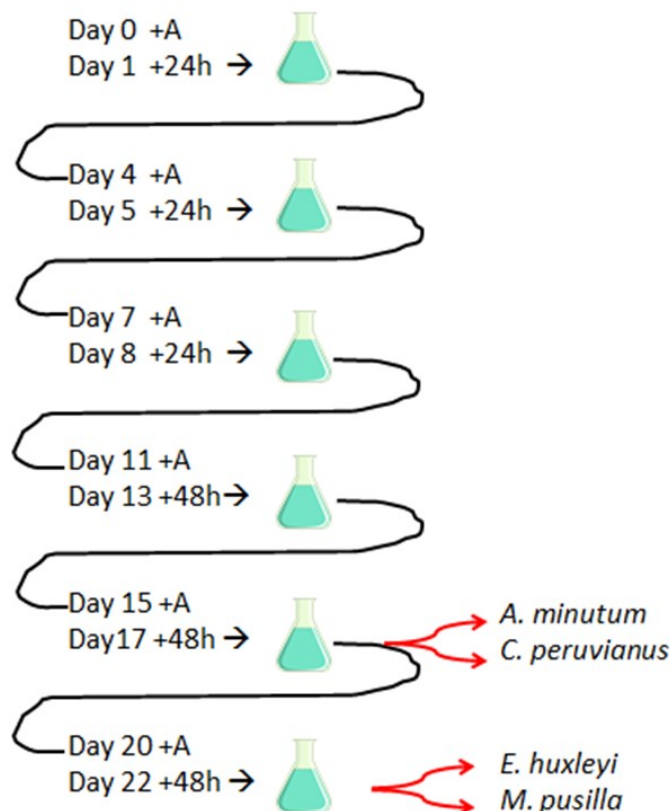 Day 0 +A
Day 1 +24h →
Day 4 +A
Day 5 +24h →
Day 7 +A
Day 8 +24h →
Day 11 +A
Day 13 +48h→
Day 15 +A
Day17 +48h →
A. minutum
C. peruvianus
Day 20 +A
Day 22 +48h →
E. huxleyi
M. pusilla